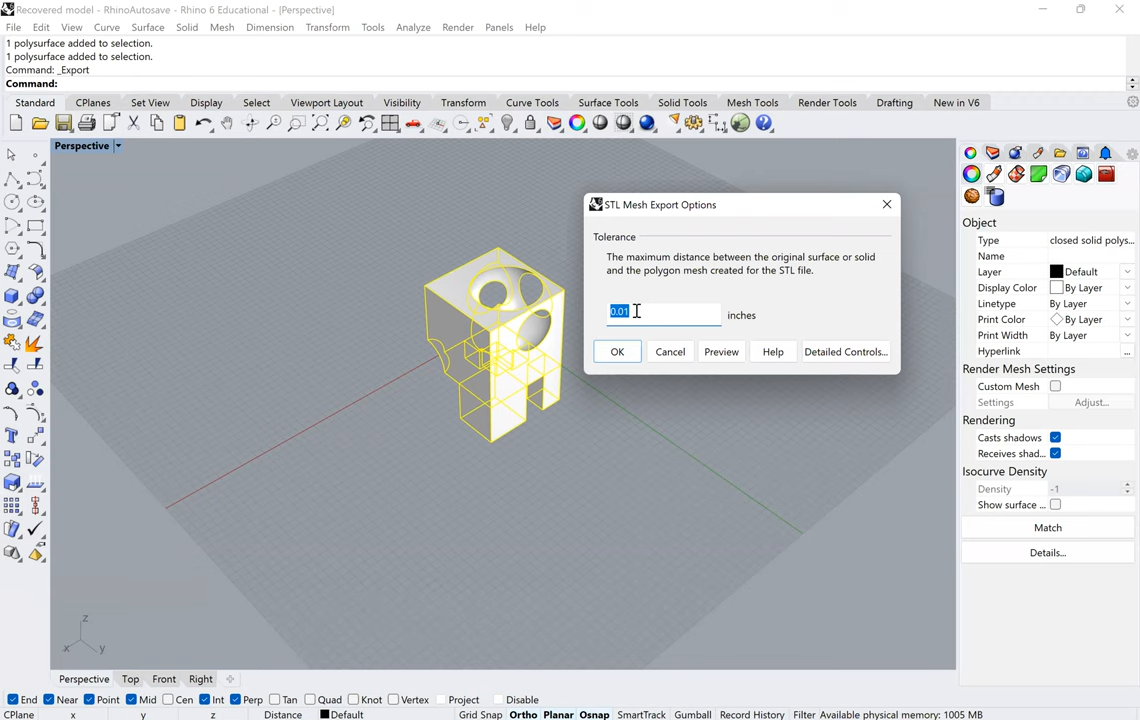 Recovered model - RhinoAutosave - Rhino 6 Educational - [Perspective]
File Edit View Curve Surface Solid Mesh Dimension Transform Tools Analyze Render Panels Help
1 polysurface added to selection.
1 polysurface added to selection.
Command: _Export
Command:
Standard CPlanes Set View Display Select Viewport Layout Visibility Transform Curve Tools Surface Tools Solid Tools Mesh Tools Render Tools Drafting New in V6
Perspective
STL Mesh Export Options
Tolerance
The maximum distance between the original surface or solid
and the polygon mesh created for the STL file.
0.01 inches
OK Cancel Preview Help Detailed Controls...
Object
Type closed solid polys...
Name
Layer Default
Display Color By Layer
Linetype By Layer
Print Color By Layer
Print Width By Layer
Hyperlink ...
Render Mesh Settings
Custom Mesh
Settings Adjust...
Rendering
Casts shadows
Receives shad...
Isocurve Density
Density -1
Show surface ...
Match
Details...
z
x y
Perspective Top Front Right
End Near Point Mid Cen Int Perp Tan Quad Knot Vertex Project Disable
CPlane x y z Distance Default Grid Snap Ortho Planar Osnap SmartTrack Gumball Record History Filter Available physical memory: 1005 MB